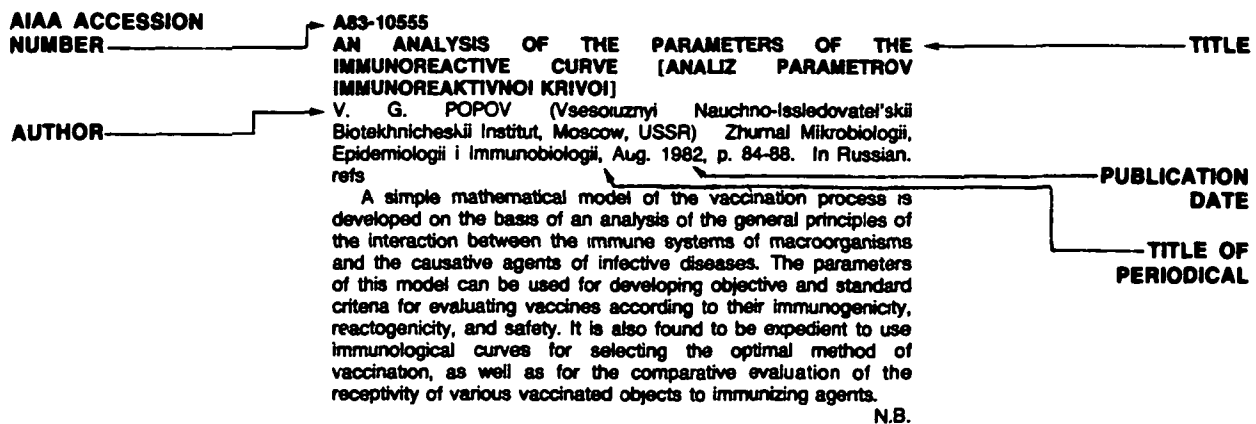 AIAA ACCESSION
NUMBER
A83-10555
AN ANALYSIS OF THE PARAMETERS OF THE
IMMUNOREACTIVE CURVE [ANALIZ PARAMETROV
IMMUNOREAKTIVNOI KRIVOI]
TITLE
AUTHOR
V. G. POPOV (Vsesoiuznyi Nauchno-Issledovatel'skii
Biotekhnicheskii Institut, Moscow, USSR) Zhurnal Mikrobiologii,
Epidemiologii i Immunobiologii, Aug. 1982, p. 84-88. In Russian.
refs
PUBLICATION
DATE
TITLE OF
PERIODICAL
A simple mathematical model of the vaccination process is
developed on the basis of an analysis of the general principles of
the interaction between the immune systems of macroorganisms
and the causative agents of infective diseases. The parameters
of this model can be used for developing objective and standard
criteria for evaluating vaccines according to their immunogenicity,
reactogenicity, and safety. It is also found to be expedient to use
immunological curves for selecting the optimal method of
vaccination, as well as for the comparative evaluation of the
receptivity of various vaccinated objects to immunizing agents.
N.B.